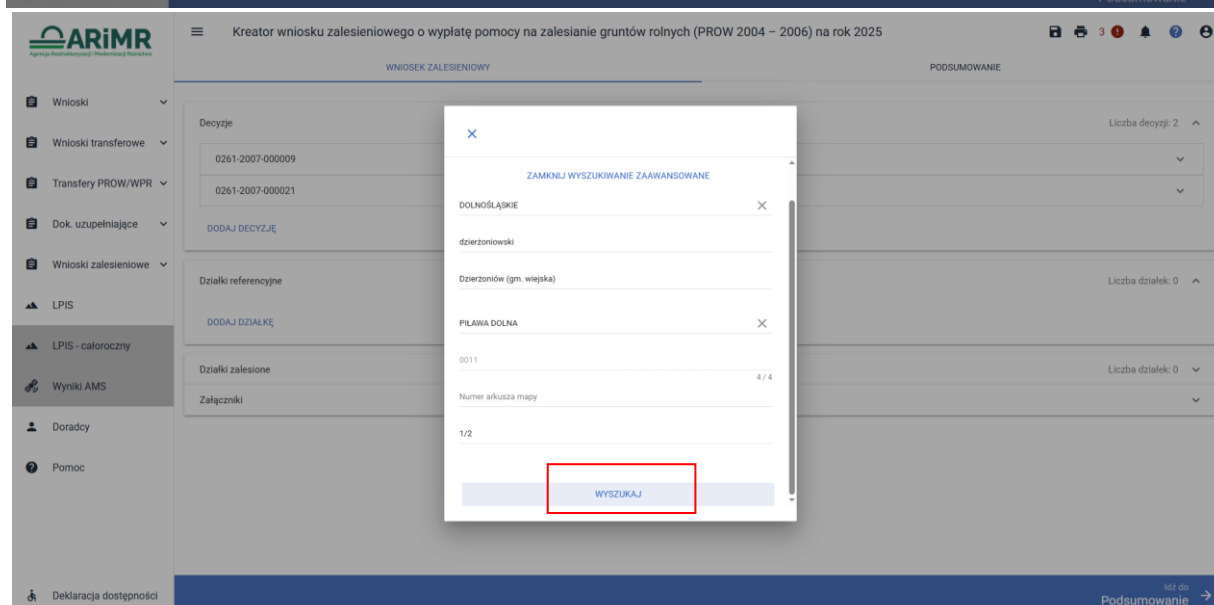 Podsumowanie
ARiMR
Agencja Restrukturyzacji i Modernizacji Rolnictwa
Kreator wniosku zalesieniowego o wypłatę pomocy na zalesianie gruntów rolnych (PROW 2004 – 2006) na rok 2025
3
WNIOSEK ZALESIENIOWY
PODSUMOWANIE
Wnioski
Wnioski transferowe
Transfery PROW/WPR
Dok. uzupełniające
Wnioski zalesieniowe
LPIS
LPIS - całoroczny
Wyniki AMS
Doradcy
Pomoc
Deklaracja dostępności
Decyzje
Liczba decyzji: 2
0261-2007-000009
0261-2007-000021
DODAJ DECYZJĘ
Działki referencyjne
Liczba działek: 0
DODAJ DZIAŁKĘ
Działki zalesione
Liczba działek: 0
Załączniki
ZAMKNIJ WYSZUKIWANIE ZAAWANSOWANE
DOLNOŚLĄSKIE
dzierżoniowski
Dzierżoniów (gm. wiejska)
PIŁAWA DOLNA
0011
4 / 4
Numer arkusza mapy
1/2
WYSZUKAJ
Idź do
Podsumowanie